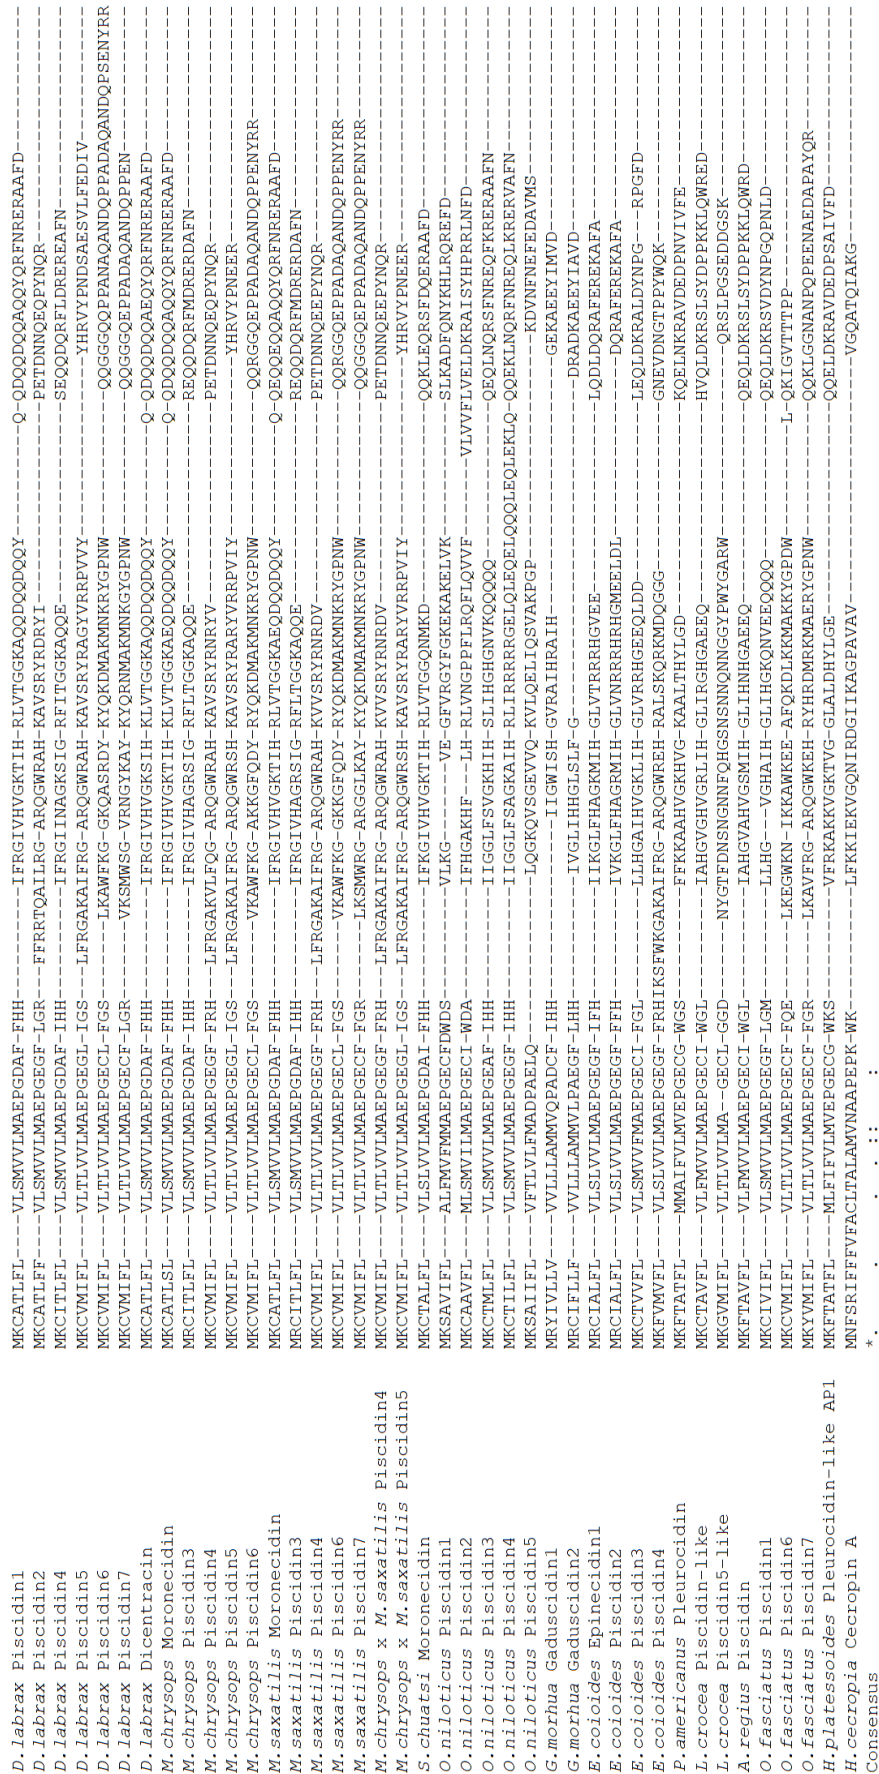 D.labrax Piscidin1 MKCATLFL---VLSMVVLMAEPGDAF-FHH---------IFRGIVHVGKTIH-RLVTGGKAQQDQQDQQY-------------Q-QDQQDQQAQQYQRFNRERAAFD--------------
D.labrax Piscidin2 MKCATLFF---VLSMVVLMAEPGEGF-LGR----FFRRTQAILRG-ARQGWRAH-KAVSRYRDRYI--------------------PETDNNQEQPYNQR-----------------
D.labrax Piscidin4 MKCITLFL---VLSMVVLMAEPGDAF-IHH---------IFRGIINAGKSIG-RFITGGKAQQE--------------------SEQQDQRFLDREREAFN-----------------
D.labrax Piscidin5 MKCVMIFL---VLTLVVLMAEPGEGL-IGS----LFRGAKAIFRG-ARQGWRAH-KAVSRYRAGYVRRPVVY--------------------YHRVYPNDSAESVLFEDIV-----------
D.labrax Piscidin6 MKCVMIFL---VLTLVVLMAEPGECL-FGS--------LKAWFKG-GKQASRDY-KYQKDMAKMNKRYGPNW---------------QQGGGQPPANAQANDQPPADAQANDQPSENYRR
D.labrax Piscidin7 MKCVMIFL---VLTLVVLMAEPGECF-LGR--------VKSMWSG-VRNGYKAY-KYQRNMAKMNKGYGPNW---------------QQGGGQEPPADAQANDQPPEN-------------
D.labrax Dicentracin MKCATLFL---VLSMVVLMAEPGDAF-FHH---------IFRGIVHVGKSIH-KLVTGGKAQQDQQDQQY-------------Q-QDQQDQQAEQYQRFNRERAAFD--------------
M.chrysops Moronecidin MKCATLSL---VLSMVVLMAEPGDAF-FHH---------IFRGIVHVGKTIH-KLVTGGKAEQDQQDQQY-------------Q-QDQQDQQAQQYQRFNRERAAFD--------------
M.chrysops Piscidin3 MRCITLFL---VLSMVVLMAEPGDAF-IHH---------IFRGIVHAGRSIG-RFLTGGKAQQE--------------------REQQDQRFMDRERDAFN-----------------
M.chrysops Piscidin4 MKCVMIFL---VLTLVVLMAEPGEGF-FRH----LFRGAKVLFQG-ARQGWRAH-KAVSRYRNRYV--------------------PETDNNQEQPYNQR-----------------
M.chrysops Piscidin5 MKCVMIFL---VLTLVVLMAEPGEGL-IGS----LFRGAKAIFRG-ARQGWRSH-KAVSRYRARYVRRPVIY--------------------YHRVYPNEER-----------------
M.chrysops Piscidin6 MKCVMIFL---VLTLVVLMAEPGECL-FGS--------VKAWFKG-AKKGFQDY-RYQKDMAKMNKRYGPNW---------------QQRGGQEPPADAQANDQPPENYRR----------
M.saxatilis Moronecidin MKCATLFL---VLSMVVLMAEPGDAF-FHH---------IFRGIVHVGKTIH-RLVTGGKAEQDQQDQQY-------------Q-QEQQEQQAQQYQRFNRERAAFD--------------
M.saxatilis Piscidin3 MRCITLFL---VLSMVVLMAEPGDAF-IHH---------IFRGIVHAGRSIG-RFLTGGKAQQE--------------------REQQDQRFMDRERDAFN-----------------
M.saxatilis Piscidin4 MKCVMIFL---VLTLVVLMAEPGEGF-FRH----LFRGAKAIFRG-ARQGWRAH-KVVSRYRNRDV--------------------PETDNNQEEPYNQR-----------------
M.saxatilis Piscidin6 MKCVMIFL---VLTLVVLMAEPGECL-FGS--------VKAWFKG-GKKGFQDY-RYQKDMAKMNKRYGPNW---------------QQRGGQEPPADAQANDQPPENYRR----------
M.saxatilis Piscidin7 MKCVMIFL---VLTLVVLMAEPGECF-FGR--------LKSMWRG-ARGGLKAY-KYQKDMAKMNKRYGPNW---------------QQGGGQEPPADAQANDQPPENYRR----------
M.chrysops x M.saxatilis Piscidin4 MKCVMIFL---VLTLVVLMAEPGEGF-FRH----LFRGAKAIFRG-ARQGWRAH-KVVSRYRNRDV--------------------PETDNNQEEPYNQR-----------------
M.chrysops x M.saxatilis Piscidin5 MKCVMIFL---VLTLVVLMAEPGEGL-IGS----LFRGAKAIFRG-ARQGWRSH-KAVSRYRARYVRRPVIY--------------------YHRVYPNEER-----------------
S.chuatsi Moronecidin MKCTALFL---VLSLVVLMAEPGDAI-FHH---------IFKGIVHVGKTIH-RLVTGGQNMKD--------------------QQKLEQRSFDQERAAFD-----------------
O.niloticus Piscidin1 MKSAVIFL---ALFMVFMMAEPGECFDWDS---------VLKG-----VE-GFVRGYFGKEKAKELVK---------------SLKADFQNYKHLRQREFD-----------------
O.niloticus Piscidin2 MKCAAVFL---MLSMVILMAEPGECI-WDA---------IFHGAKHF---LH-RLVNGPPFLRQFLQVVF--------VLVVFLVELDKRAISYHPRRLNFD---------------
O.niloticus Piscidin3 MKCTMLFL---VLSMVVLMAEPGEAF-IHH---------IIGGLFSVGKHIH-SLIHGHGNVKQQQQQ-----------------QEQLNQRSFNREQFKRERAAFN-------------
O.niloticus Piscidin4 MKCTILFL---VLSMVVLMAEPGEGF-IHH---------IIGGLFSAGKAIH-RLIRRRRRGELQLEQELQQQLEQLEKLQ-QQEKLNQRFNREQLKRERVAFN-------------
O.niloticus Piscidin5 MKSAIIFL---VFTLVLFMADPAELQ-------------LQGKQVSGEVVQ-KVLQELIQSVAKPGP--------------------KDVNFNEFEDAVMS-----------------
G.morhua Gaduscidin1 MRYIVLLV---VVLLLAMMVQPADCF-IHH---------IIGWISH-GVRAIHRAIH---------------------------GEKAEEYIMVD-----------------
G.morhua Gaduscidin2 MRCIFLLF---VVLLLAMMVLPAEGF-LHH---------IVGLIHHGLSLF-G---------------------------DRADKAEEYIAVD-----------------
E.coioides Epinecidin1 MRCIALFL---VLSLVVLMAEPGEGF-IFH---------IIKGLFHAGKMIH-GLVTRRRHGVEE--------------------LQDLDQRAFEREKAFA-----------------
E.coioides Piscidin2 MRCIALFL---VLSLVVLMAEPGEGF-FFH---------IVKGLFHAGRMIH-GLVNRRRHRHGMEELDL---------------------DQRAFEREKAFA-----------------
E.coioides Piscidin3 MKCTVVFL---VLSMVVFMAEPGECI-FGL---------LLHGAIHVGKLIH-GLVRRHGEEQLDD------------------LEQLDKRALDYNPG---RPGFD-----------------
E.coioides Piscidin4 MKFVMVFL---VLSLVVLMAEPGEGF-FRHIKSFWKGAKAIFRG-ARQGWREH-RALSKQRKMDQGGG-----------------GNEVDNGTPPYWQK-----------------
P.americanus Pleurocidin MKFTATFL---MMAIFVLMVEPGECG-WGS--------FFKKAAHVGKHVG-KAALTHYLGD--------------------KQELNKRAVDEDPNVIVFE-----------------
L.crocea Piscidin-like MKCTAVFL---VLFMVVLMAEPGECI-WGL---------IAHGVGHVGRLIH-GLIRGHGAEEQ------------------HVQLDKRSLSYDPPKKLQWRED-----------------
L.crocea Piscidin5-like MKGVMIFL---VLTLVVLMA--GECL-GGD--------NYGTFDNSNGNNFQHGSNSNNQNNGGYPWYGARW-------------------QRSLPGSEDDGSK-----------------
A.regius Piscidin MKFTAVFL---VLFMVVLMAEPGECI-WGL---------IAHGVAHVGSMIH-GLIHNHGAEEQ--------------------QEQLDKRSLSYDPPKKLQWRD-----------------
O.fasciatus Piscidin1 MKCIVIFL---VLSMVVLMAEPGEGF-LGM---------LLHG---VGHAIH-GLIHGKQNVEEQQQQ------------------QEQLDKRSVDYNPGQPNLD-----------------
O.fasciatus Piscidin6 MKCVMIFL---VLTLVVLMAEPGECF-FQE--------LKEGWKN-IKKAWKEE-AFQKDLKKMAKKYGPDW-------------L-QKIGVTTTPP-----------------
O.fasciatus Piscidin7 MKYVMIFL---VLTLVVLMAEPGECF-FGR--------LKAVFRG-ARQGWKEH-RYHRDMRKMAERYGPNW---------------QQKLGGNANPQPEENAEDAPAYQR------------
H.platessoides Pleurocidin-like AP1 MKFTATFL---MLFIFVLMVEPGECG-WKS---------VFRKAKKVGKTVG-GLALDHYLGE--------------------QQELDKRAVDEDPSAIVFD-----------------
H.cecropia Cecropin A MNFSRIFFFVFACLTALAMVNAAPEPK-WK---------LFKKIEKVGQNIRDGIIKAGPAVAV--------------------VGQATQIAKG-----------------
Consensus *. . . . :: :